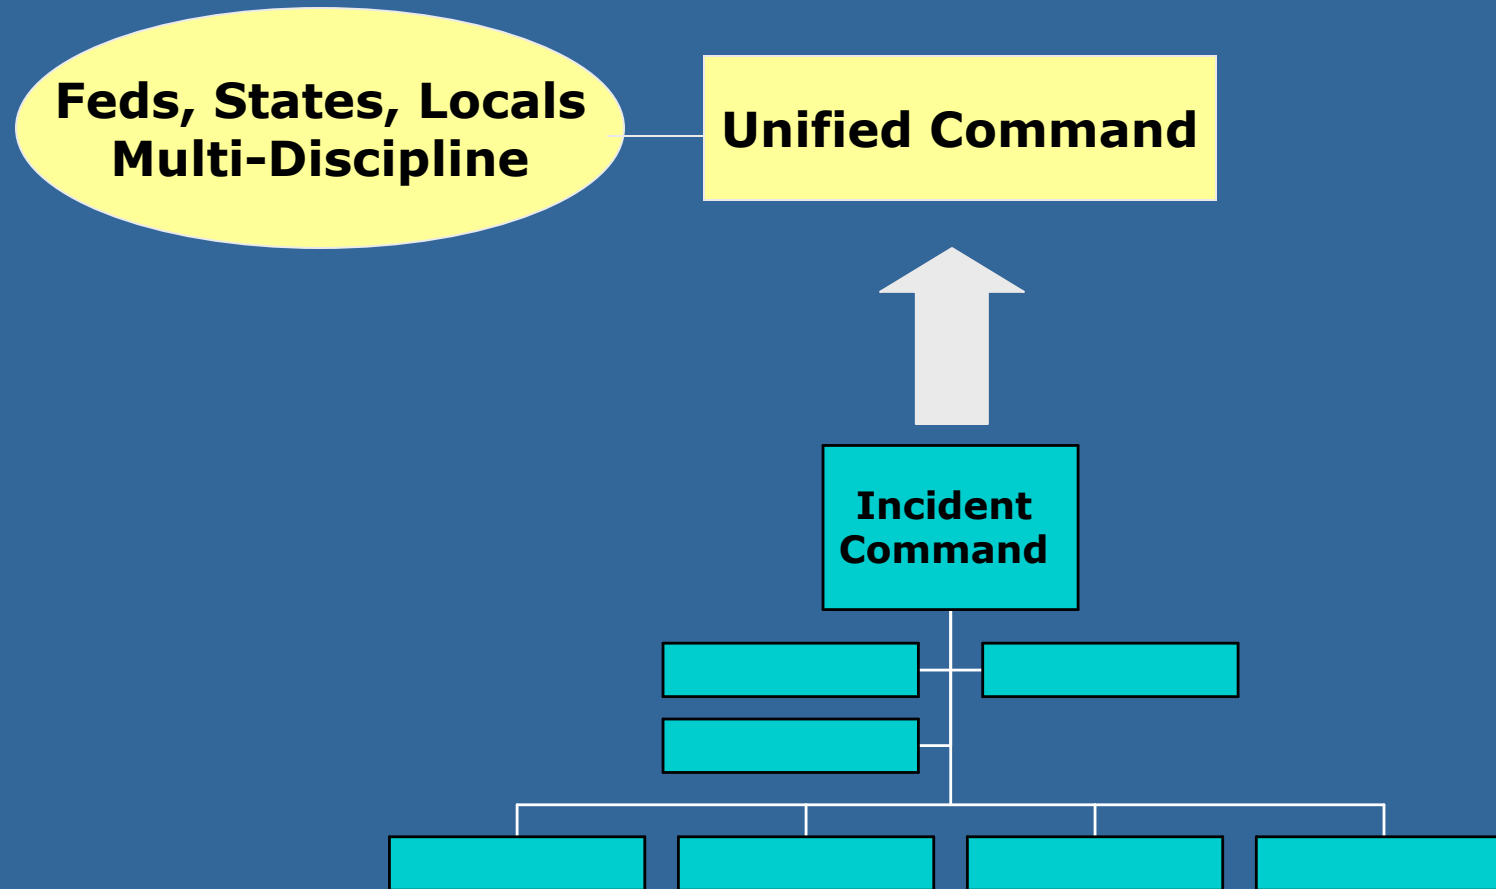 Feds, States, Locals
Multi-Discipline
Unified Command
Incident
Command